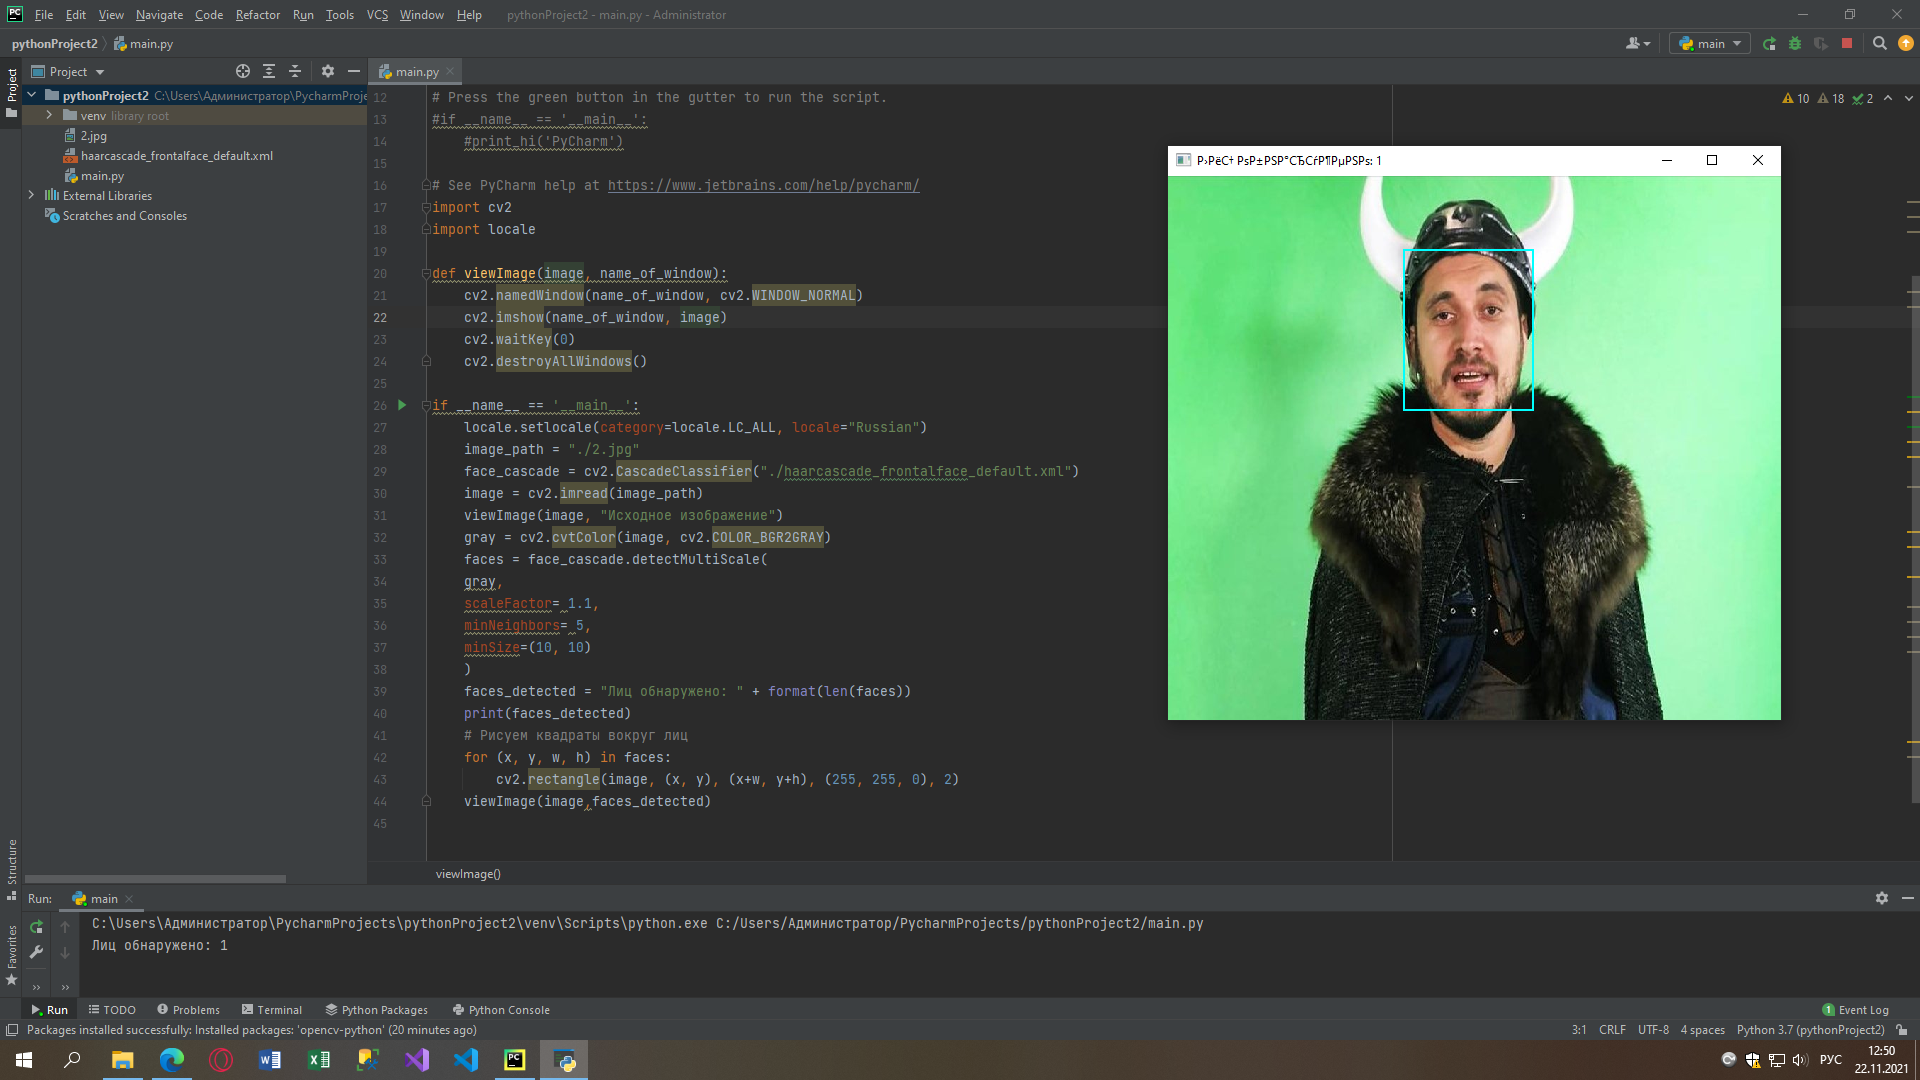 File Edit View Navigate Code Refactor Run Tools VCS Window Help pythonProject2 - main.py - Administrator
pythonProject2 main.py
main
Project
main.py
pythonProject2 C:\Users\Администратор\PycharmProje
venv library root
2.jpg
haarcascade_frontalface_default.xml
main.py
External Libraries
Scratches and Consoles
10 18 2
12 # Press the green button in the gutter to run the script.
13 #if __name__ == '__main__':
14 #print_hi('PyCharm')
15
16 # See PyCharm help at https://www.jetbrains.com/help/pycharm/
17 import cv2
18 import locale
19
20 def viewImage(image, name_of_window):
21 cv2.namedWindow(name_of_window, cv2.WINDOW_NORMAL)
22 cv2.imshow(name_of_window, image)
23 cv2.waitKey(0)
24 cv2.destroyAllWindows()
25
26 if __name__ == '__main__':
27 locale.setlocale(category=locale.LC_ALL, locale="Russian")
28 image_path = "./2.jpg"
29 face_cascade = cv2.CascadeClassifier("./haarcascade_frontalface_default.xml")
30 image = cv2.imread(image_path)
31 viewImage(image, "Исходное изображение")
32 gray = cv2.cvtColor(image, cv2.COLOR_BGR2GRAY)
33 faces = face_cascade.detectMultiScale(
34 gray,
35 scaleFactor= 1.1,
36 minNeighbors= 5,
37 minSize=(10, 10)
38 )
39 faces_detected = "Лиц обнаружено: " + format(len(faces))
40 print(faces_detected)
41 # Рисуем квадраты вокруг лиц
42 for (x, y, w, h) in faces:
43 cv2.rectangle(image, (x, y), (x+w, y+h), (255, 255, 0), 2)
44 viewImage(image,faces_detected)
45
viewImage()
Р›РёС† РѕР±РЅР°СЂСѓР¶РµРЅРѕ: 1
Project
Structure
Favorites
Run: main
C:\Users\Администратор\PycharmProjects\pythonProject2\venv\Scripts\python.exe C:/Users/Администратор/PycharmProjects/pythonProject2/main.py
Лиц обнаружено: 1
Run TODO Problems Terminal Python Packages Python Console 1 Event Log
Packages installed successfully: Installed packages: 'opencv-python' (20 minutes ago) 3:1 CRLF UTF-8 4 spaces Python 3.7 (pythonProject2)
РУС 12:50
22.11.2021